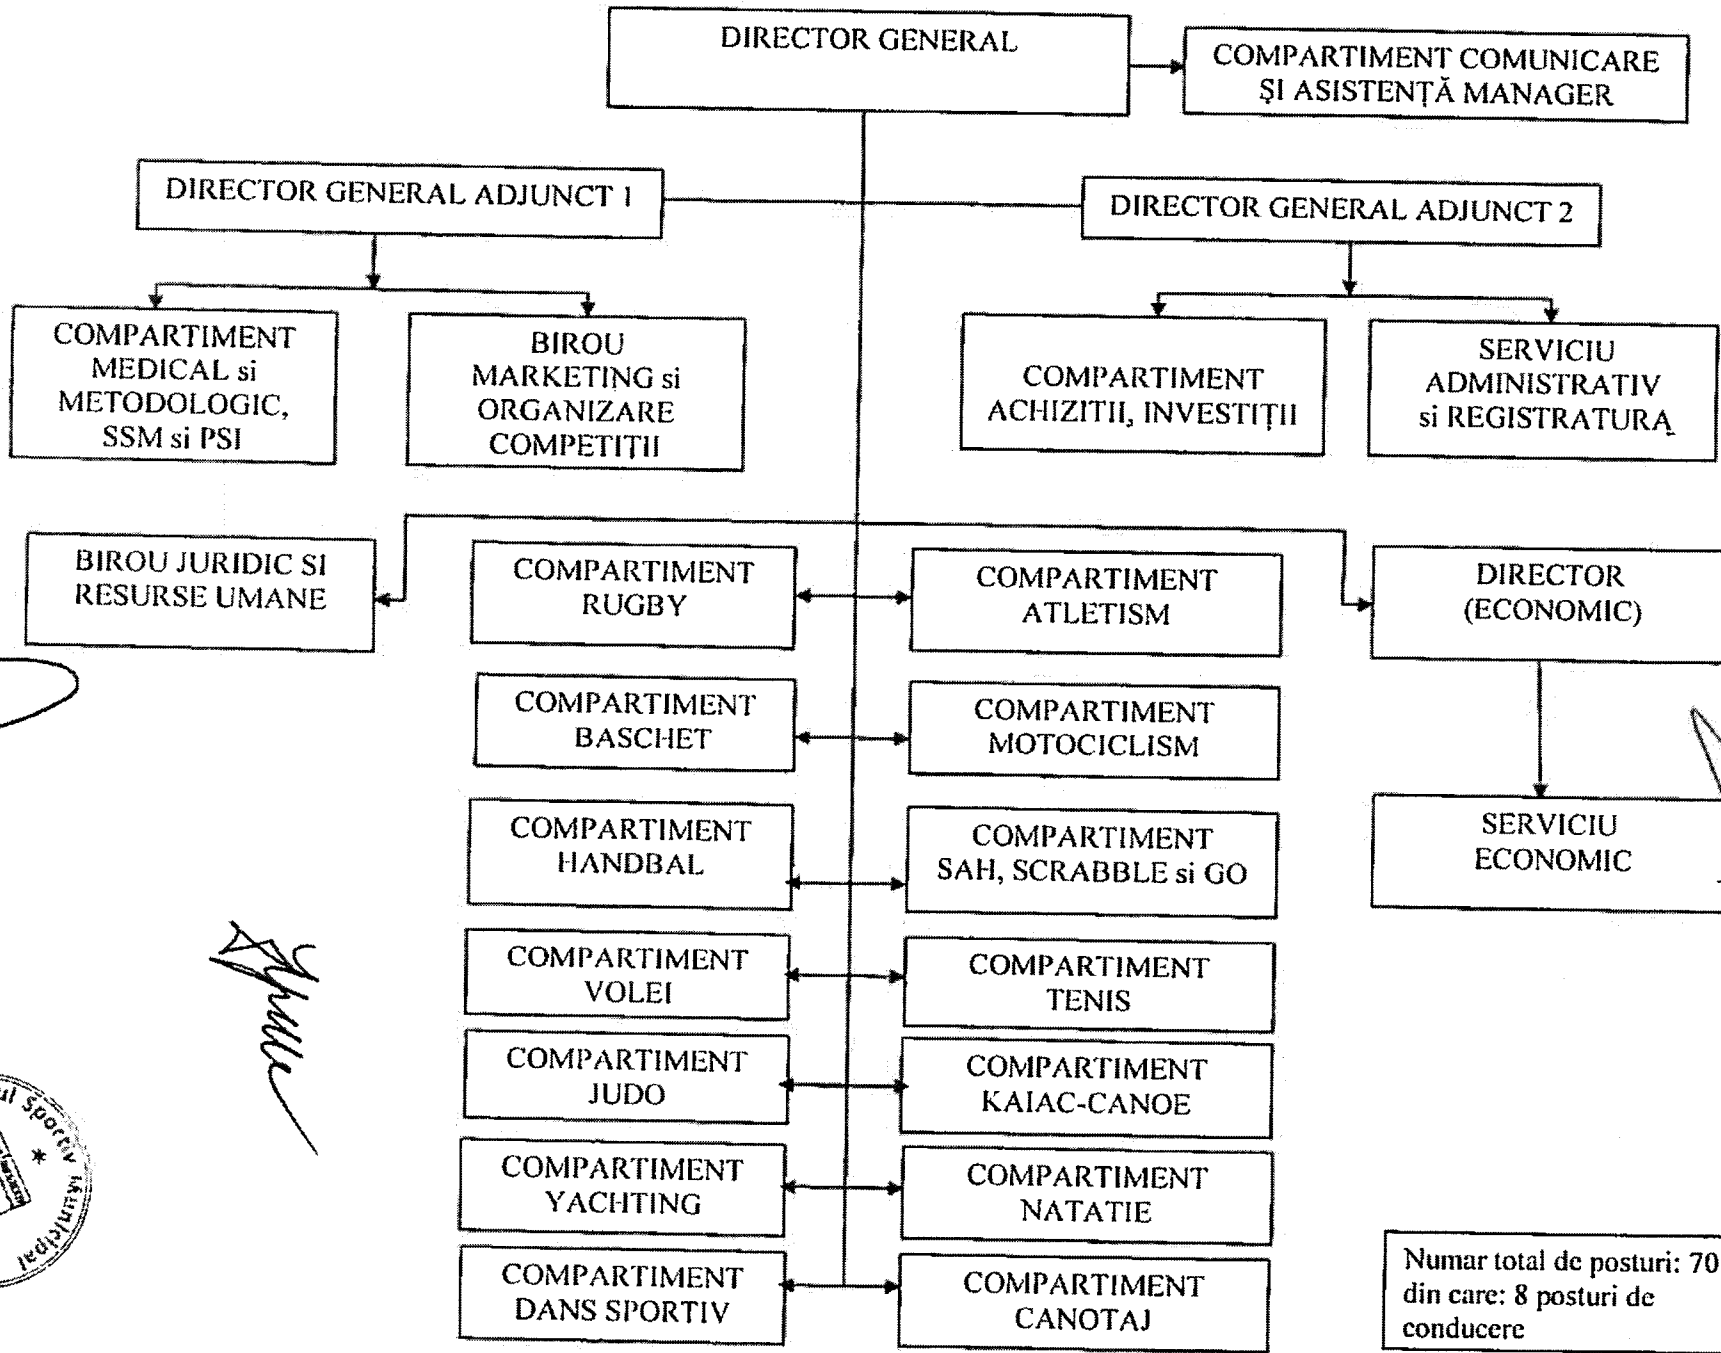 DIRECTOR GENERAL
COMPARTIMENT COMUNICARE
ȘI ASISTENȚĂ MANAGER
DIRECTOR GENERAL ADJUNCT 1
DIRECTOR GENERAL ADJUNCT 2
COMPARTIMENT
MEDICAL si
METODOLOGIC,
SSM si PSI
BIROU
MARKETING si
ORGANIZARE
COMPETIȚII
COMPARTIMENT
ACHIZITII, INVESTIȚII
SERVICIU
ADMINISTRATIV
si REGISTRATURA
BIROU JURIDIC SI
RESURSE UMANE
COMPARTIMENT
RUGBY
COMPARTIMENT
ATLETISM
DIRECTOR
(ECONOMIC)
COMPARTIMENT
BASCHET
COMPARTIMENT
MOTOCICLISM
COMPARTIMENT
HANDBAL
COMPARTIMENT
SAH, SCRABBLE si GO
SERVICIU
ECONOMIC
COMPARTIMENT
VOLEI
COMPARTIMENT
TENIS
COMPARTIMENT
JUDO
COMPARTIMENT
KAIAC-CANOE
COMPARTIMENT
YACHTING
COMPARTIMENT
NATATIE
COMPARTIMENT
DANS SPORTIV
COMPARTIMENT
CANOTAJ
Numar total de posturi: 70
din care: 8 posturi de
conducere
Sportiv Municipal